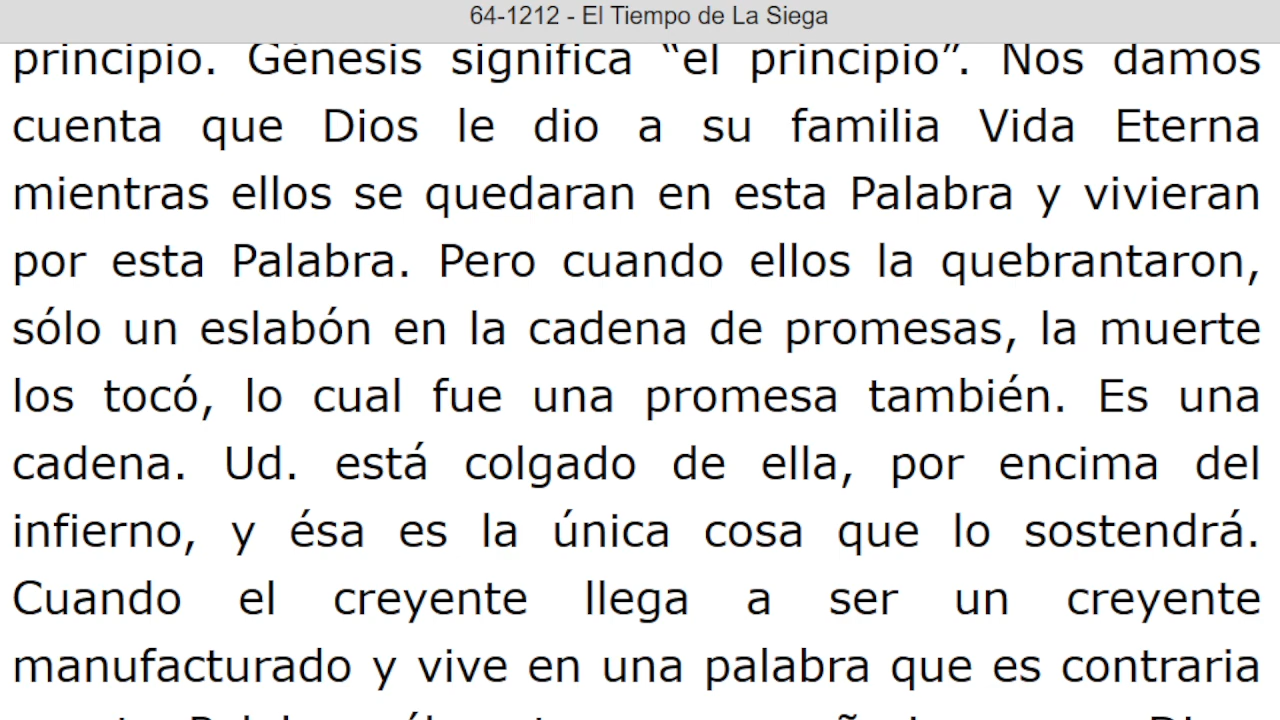 64-1212 - El Tiempo de La Siega
principio. Génesis significa “el principio”. Nos damos
cuenta que Dios le dio a su familia Vida Eterna
mientras ellos se quedaran en esta Palabra y vivieran
por esta Palabra. Pero cuando ellos la quebrantaron,
sólo un eslabón en la cadena de promesas, la muerte
los tocó, lo cual fue una promesa también. Es una
cadena. Ud. está colgado de ella, por encima del
infierno, y ésa es la única cosa que lo sostendrá.
Cuando el creyente llega a ser un creyente
manufacturado y vive en una palabra que es contraria